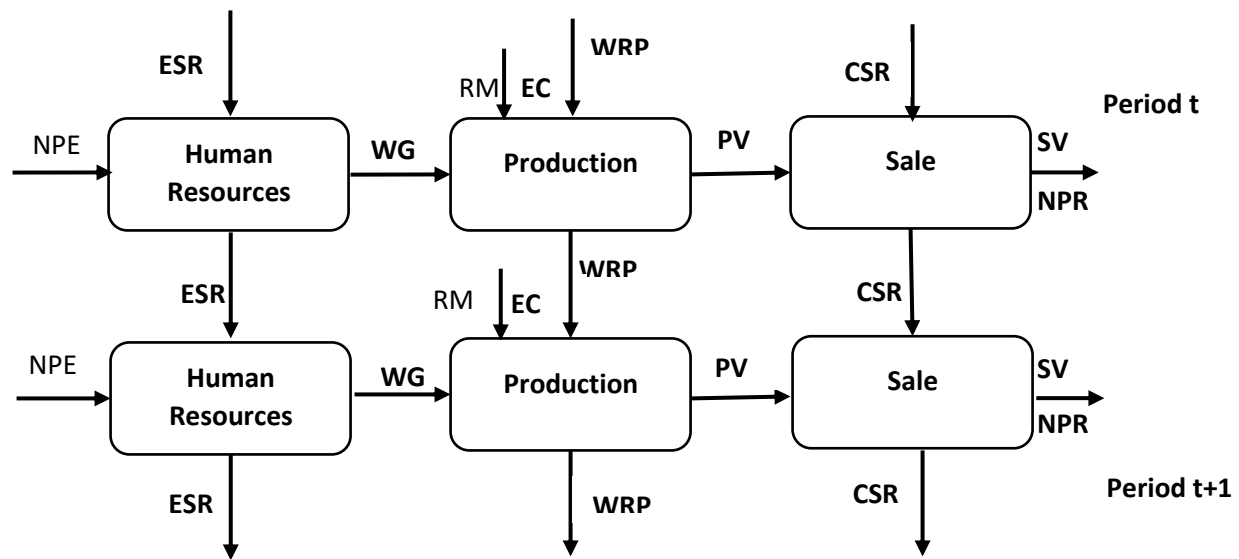 ESR
WRP
RM
EC
CSR
Period t
NPE
Human
Resources
WG
Production
PV
Sale
SV
NPR
ESR
WRP
RM
EC
CSR
NPE
Human
Resources
WG
Production
PV
Sale
SV
NPR
ESR
WRP
CSR
Period t+1